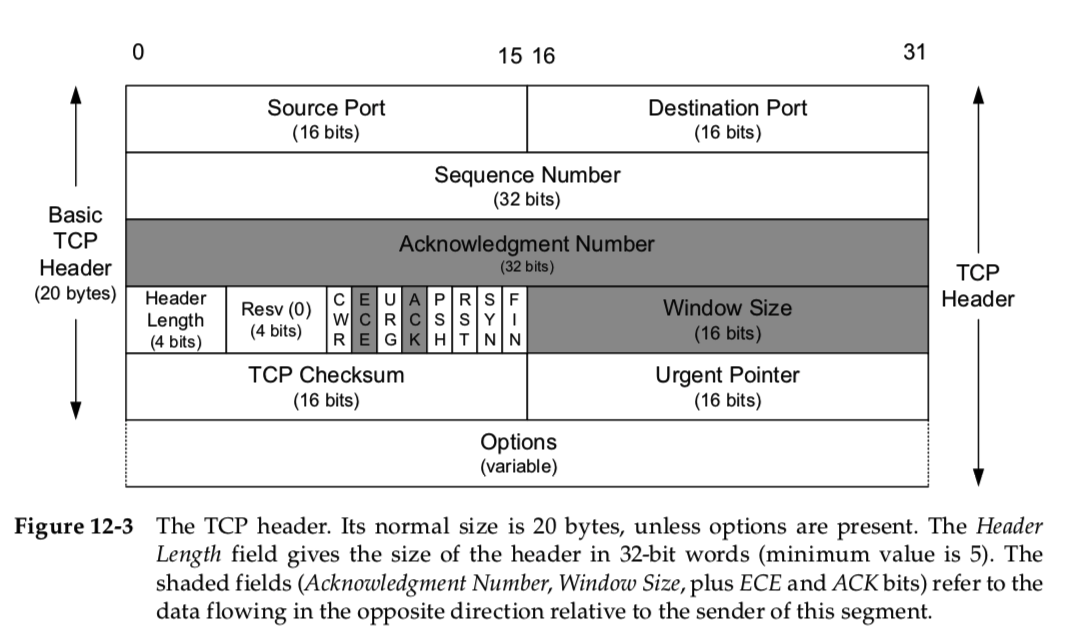 0 15 16 31
Source Port Destination Port
(16 bits) (16 bits)
Sequence Number
(32 bits)
Basic
TCP
Header
(20 bytes)
Acknowledgment Number
(32 bits)
TCP
Header
Header
Length
(4 bits)
Resv (0)
(4 bits)
CWR
ECE
URG
ACK
PSH
RST
SYN
FIN
Window Size
(16 bits)
TCP Checksum Urgent Pointer
(16 bits) (16 bits)
Options
(variable)
Figure 12-3 The TCP header. Its normal size is 20 bytes, unless options are present. The Header
Length field gives the size of the header in 32-bit words (minimum value is 5). The
shaded fields (Acknowledgment Number, Window Size, plus ECE and ACK bits) refer to the
data flowing in the opposite direction relative to the sender of this segment.